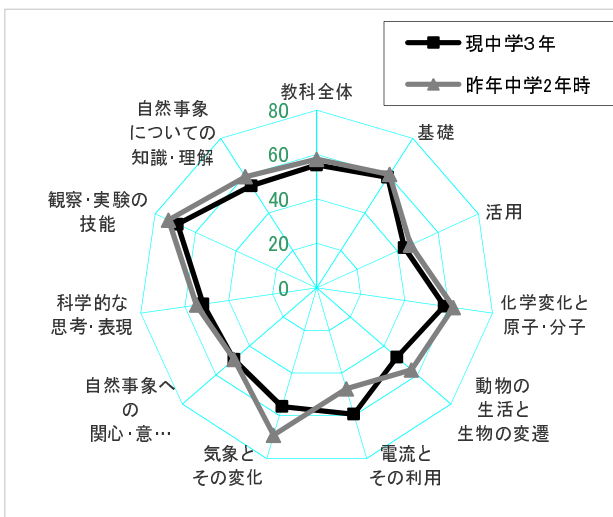 現中学3年
昨年中学2年時
教科全体
基礎
活用
化学変化と
原子・分子
動物の
生活と
生物の変遷
電流と
その利用
気象と
その変化
自然事象へ
の
関心・意…
科学的な
思考・表現
観察・実験の
技能
自然事象
についての
知識・理解
80
60
40
20
0